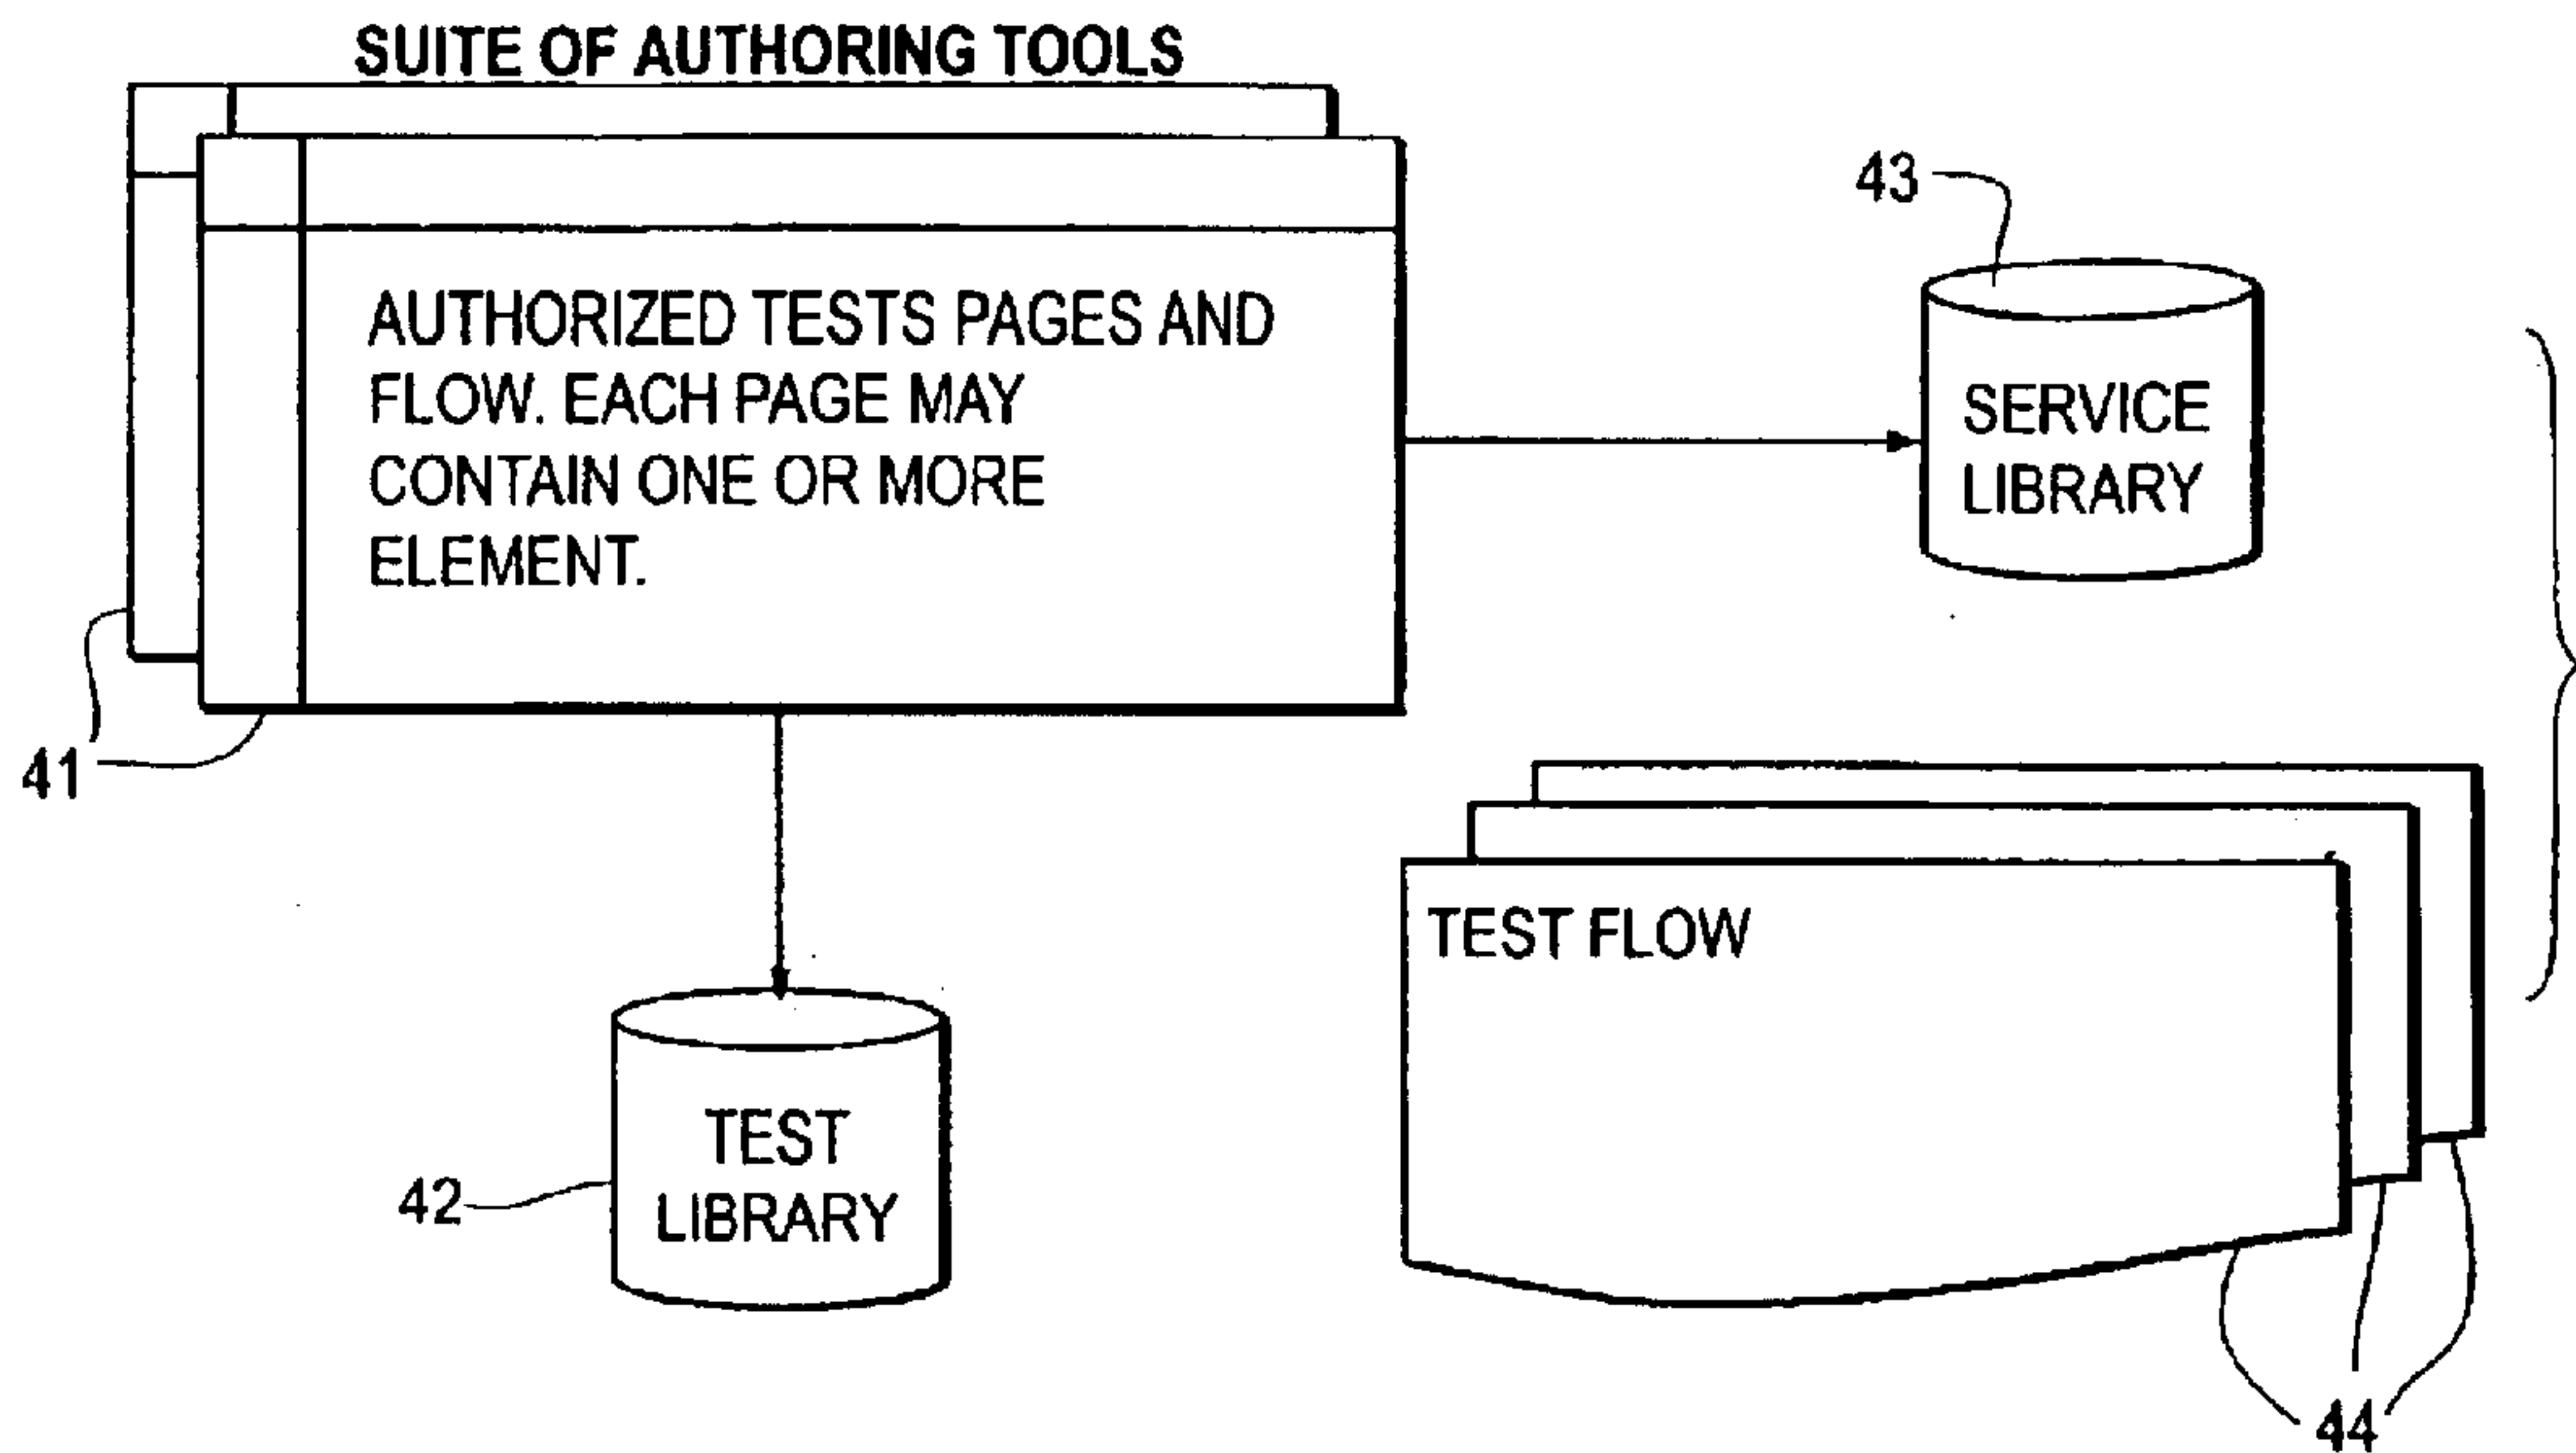 SUITE OF AUTHORING TOOLS
AUTHORIZED TESTS PAGES AND
FLOW. EACH PAGE MAY
CONTAIN ONE OR MORE
ELEMENT.
43
SERVICE
LIBRARY
41
TEST FLOW
TEST
LIBRARY
42
44